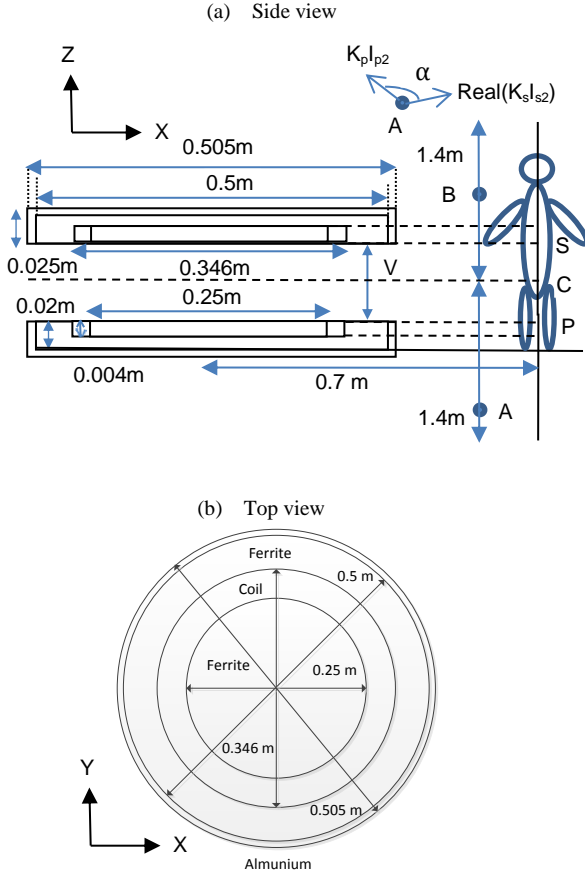 (a) Side view
Z
KpIp2
α
Real(KsIs2)
A
X
0.505m
1.4m
0.5m
B
S
0.025m
0.346m
V
C
0.02m
0.25m
P
0.004m
0.7 m
1.4m
A
(b) Top view
Ferrite
0.5 m
Coil
Ferrite
0.25 m
0.346 m
Y
0.505 m
X
Almunium